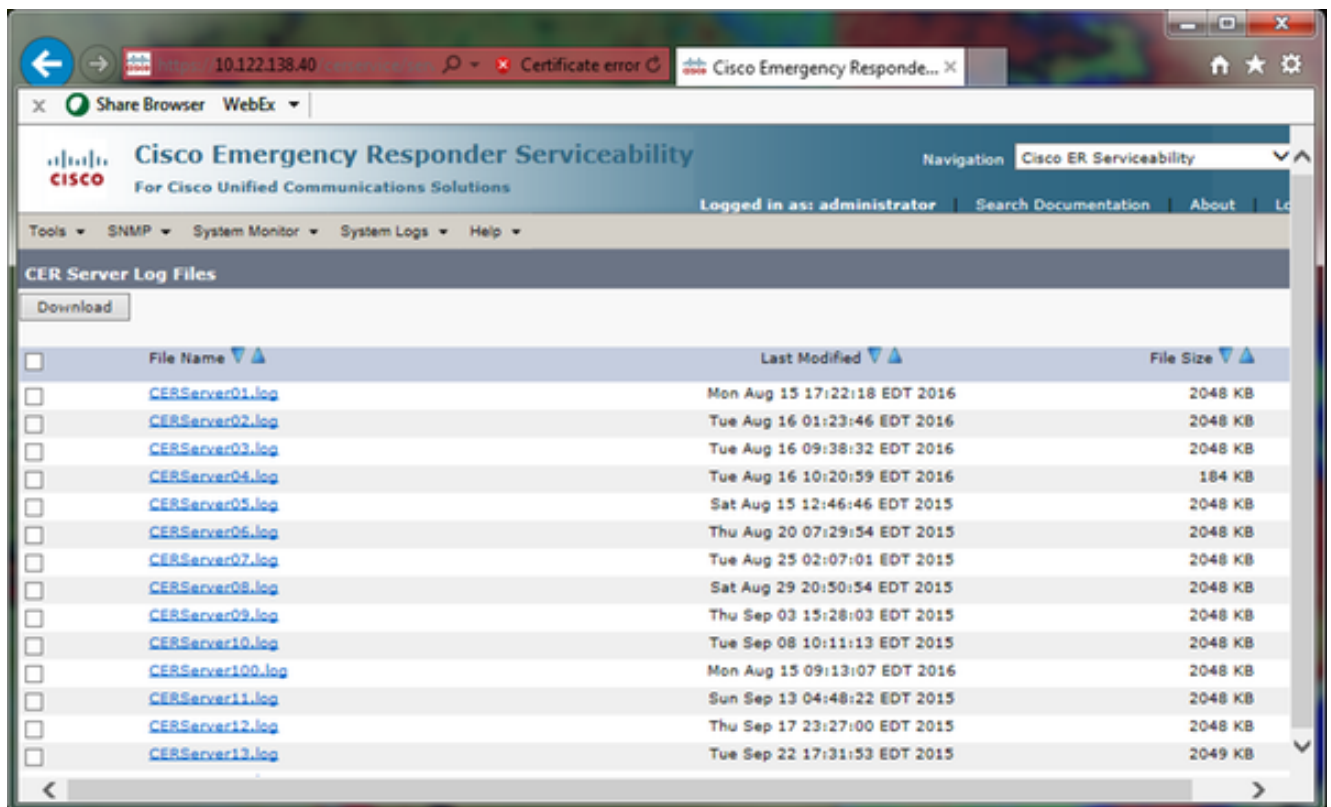 https 10.122.138.40 Certificate error Cisco Emergency Responde...
Share Browser WebEx
CISCO
Cisco Emergency Responder Serviceability
For Cisco Unified Communications Solutions
Navigation Cisco ER Serviceability
Logged in as: administrator Search Documentation About Lo
Tools SNMP System Monitor System Logs Help
CER Server Log Files
Download
File Name Last Modified File Size
CERServer01.log Mon Aug 15 17:22:18 EDT 2016 2048 KB
CERServer02.log Tue Aug 16 01:23:46 EDT 2016 2048 KB
CERServer03.log Tue Aug 16 09:38:32 EDT 2016 2048 KB
CERServer04.log Tue Aug 16 10:20:59 EDT 2016 184 KB
CERServer05.log Sat Aug 15 12:46:46 EDT 2015 2048 KB
CERServer06.log Thu Aug 20 07:29:54 EDT 2015 2048 KB
CERServer07.log Tue Aug 25 02:07:01 EDT 2015 2048 KB
CERServer08.log Sat Aug 29 20:50:54 EDT 2015 2048 KB
CERServer09.log Thu Sep 03 15:28:03 EDT 2015 2048 KB
CERServer10.log Tue Sep 08 10:11:13 EDT 2015 2048 KB
CERServer100.log Mon Aug 15 09:13:07 EDT 2016 2048 KB
CERServer11.log Sun Sep 13 04:48:22 EDT 2015 2048 KB
CERServer12.log Thu Sep 17 23:27:00 EDT 2015 2048 KB
CERServer13.log Tue Sep 22 17:31:53 EDT 2015 2049 KB